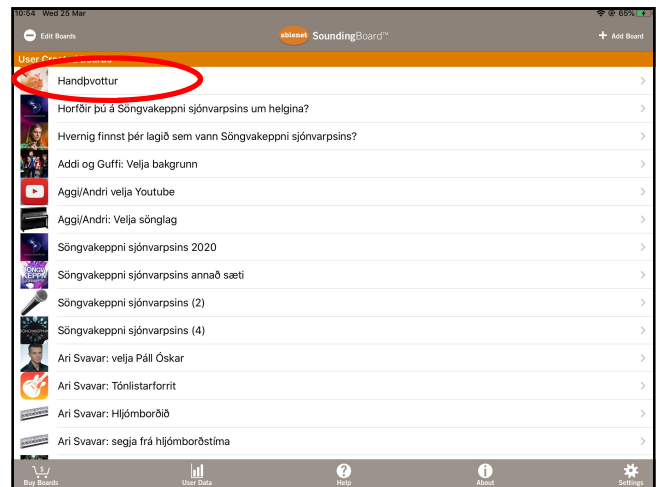 10:54 Wed 25 Mar
65%
Edit Boards
ablenet SoundingBoard™
Add Board
User Created Boards
Handþvottur
Horfðir þú á Söngvakeppni sjónvarpsins um helgina?
Hvernig finnst þér lagið sem vann Söngvakeppni sjónvarpsins?
Addi og Guffi: Velja bakgrunn
Aggi/Andri velja Youtube
Aggi/Andri: Velja sönglag
Söngvakeppni sjónvarpsins 2020
Söngvakeppni sjónvarpsins annað sæti
Söngvakeppni sjónvarpsins (2)
Söngvakeppni sjónvarpsins (4)
Ari Svavar: velja Páll Óskar
Ari Svavar: Tónlistarforrit
Ari Svavar: Hljómborðið
Ari Svavar: segja frá hljómborðstíma
Buy Boards
User Data
Help
About
Settings